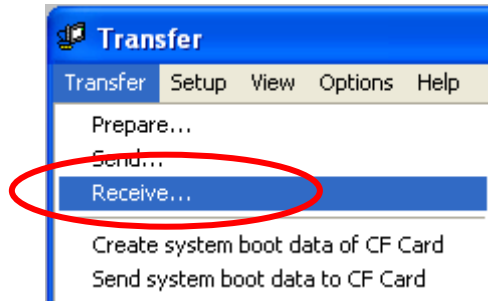 Transfer
Transfer Setup View Options Help
Prepare...
Send...
Receive...
Create system boot data of CF Card
Send system boot data to CF Card